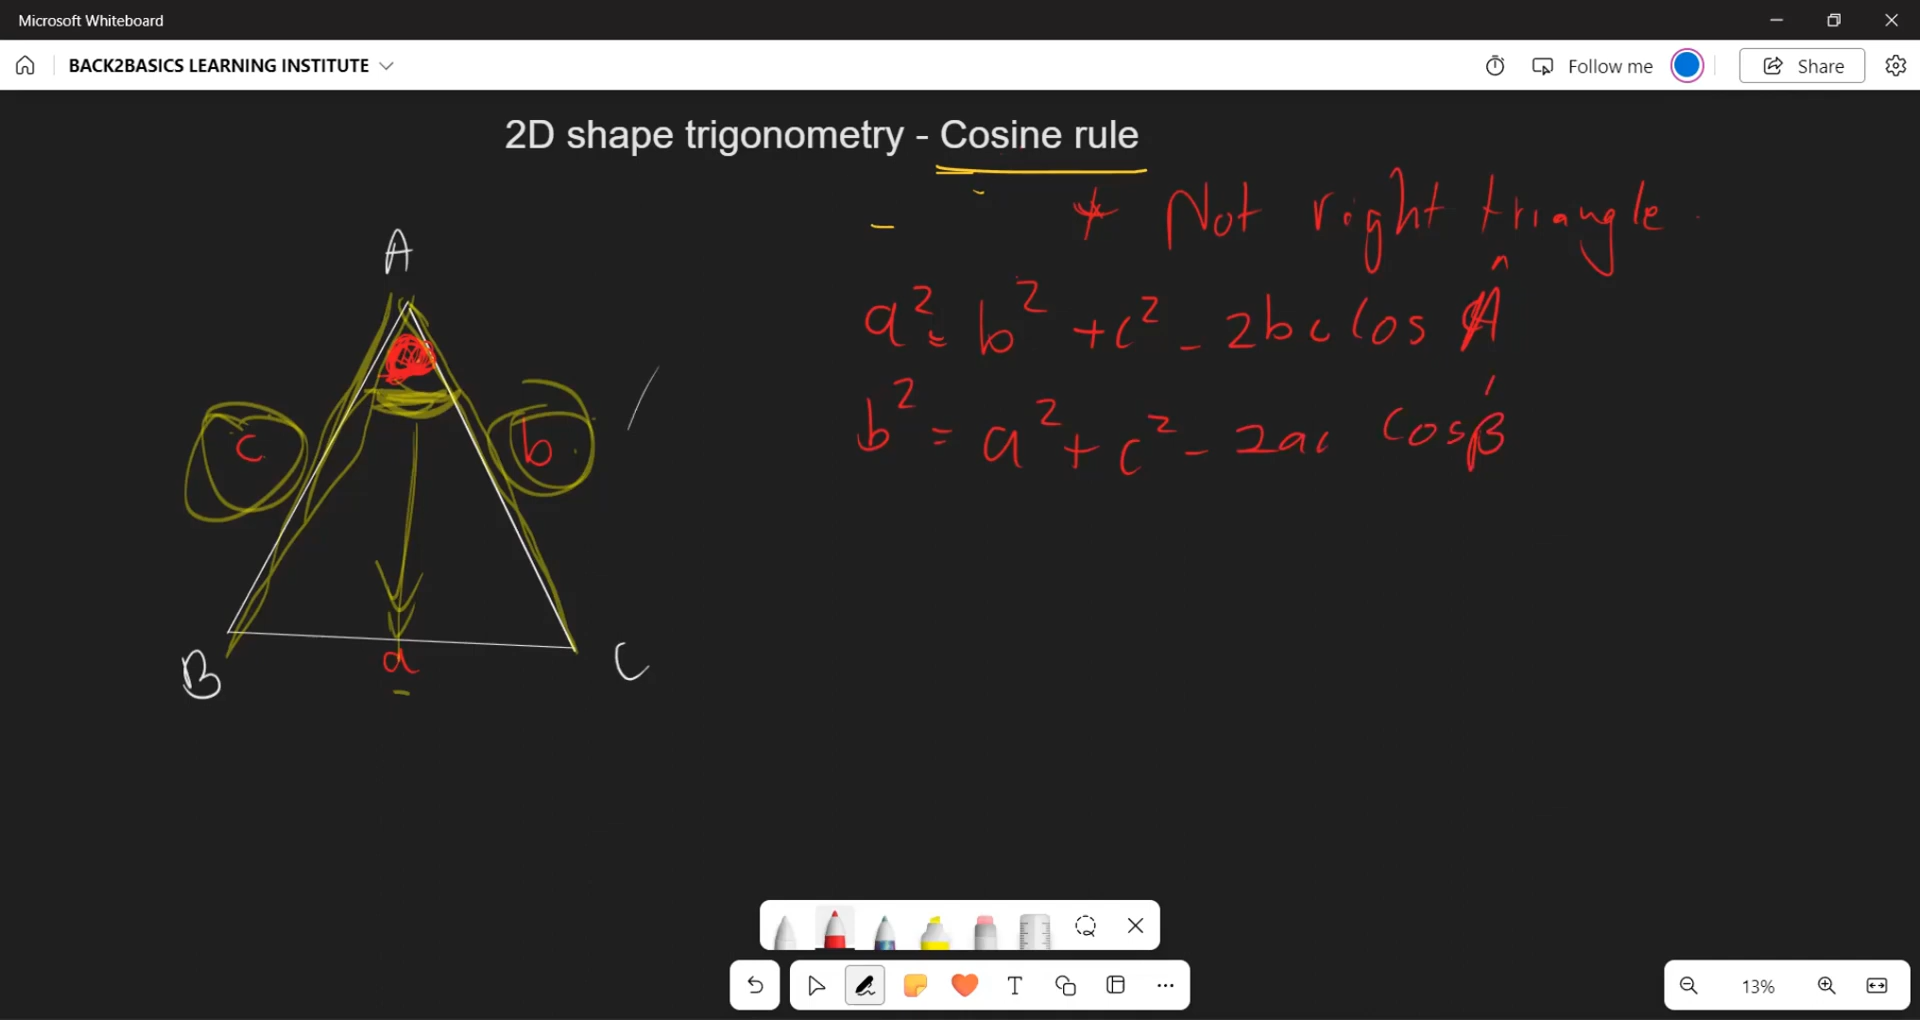 Microsoft Whiteboard
BACK2BASICS LEARNING INSTITUTE
Follow me
Share
2D shape trigonometry - Cosine rule
* Not right triangle.
A
a² = b² + c² - 2bc Cos Â
b² = a² + c² - 2ac Cos β
c
b
a
B
C
13%